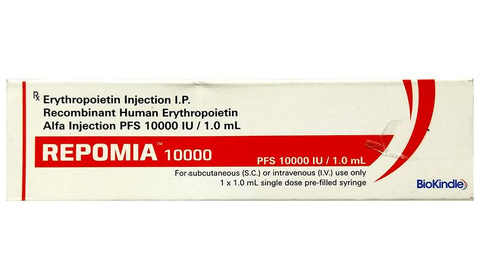 Rx Erythropoietin Injection I.P.
Recombinant Human Erythropoietin
Alfa Injection PFS 10000 IU / 1.0 mL
REPOMIA™ 10000
PFS 10000 IU / 1.0 mL
For subcutaneous (S.C.) or intravenous (I.V.) use only
1 x 1.0 mL single dose pre-filled syringe
BioKindle